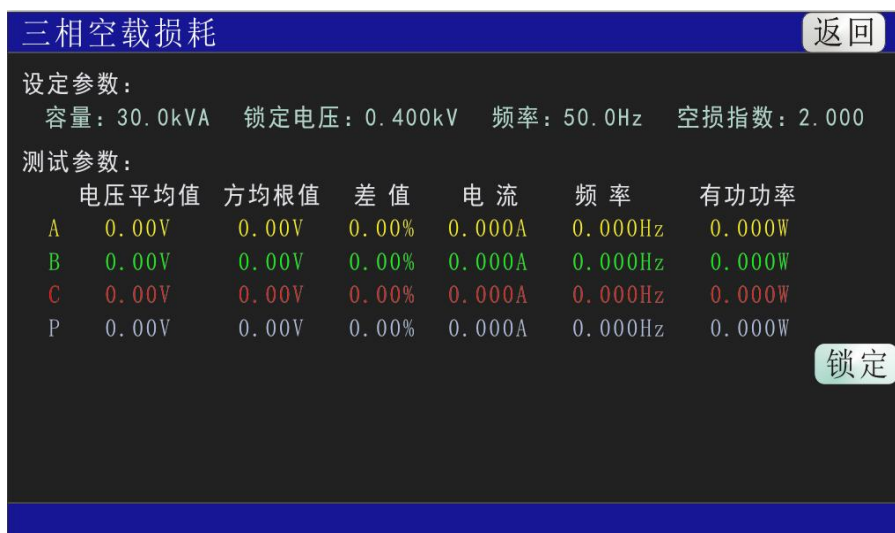 三相空载损耗 返回
设定参数：
容量：30.0kVA 锁定电压：0.400kV 频率：50.0Hz 空损指数：2.000
测试参数：
电压平均值 方均根值 差值 电流 频率 有功功率
A 0.00V 0.00V 0.00% 0.000A 0.000Hz 0.000W
B 0.00V 0.00V 0.00% 0.000A 0.000Hz 0.000W
C 0.00V 0.00V 0.00% 0.000A 0.000Hz 0.000W
P 0.00V 0.00V 0.00% 0.000A 0.000Hz 0.000W
锁定